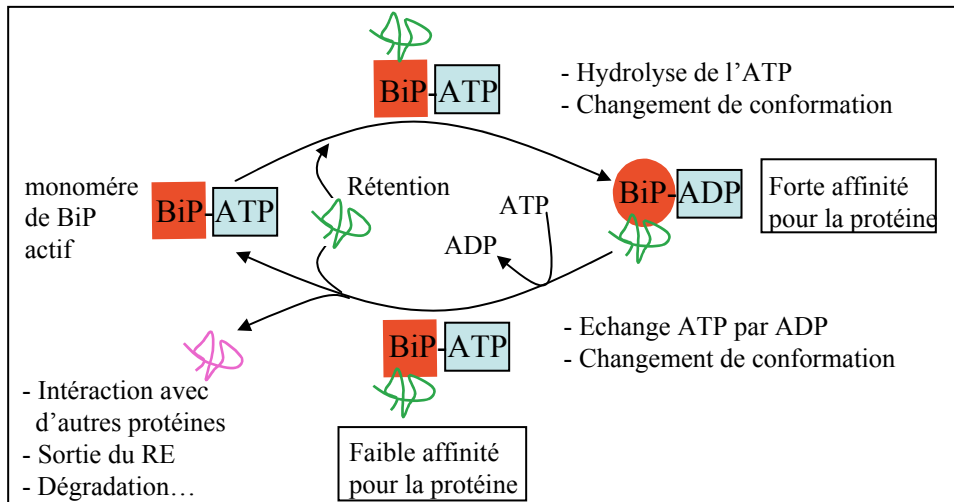 BiP-ATP
- Hydrolyse de l’ATP
- Changement de conformation
monomére
de BiP
actif
BiP-ATP
Rétention
ATP
ADP
BiP-ADP
Forte affinité
pour la protéine
BiP-ATP
- Echange ATP par ADP
- Changement de conformation
- Intéraction avec
d’autres protéines
- Sortie du RE
- Dégradation…
Faible affinité
pour la protéine